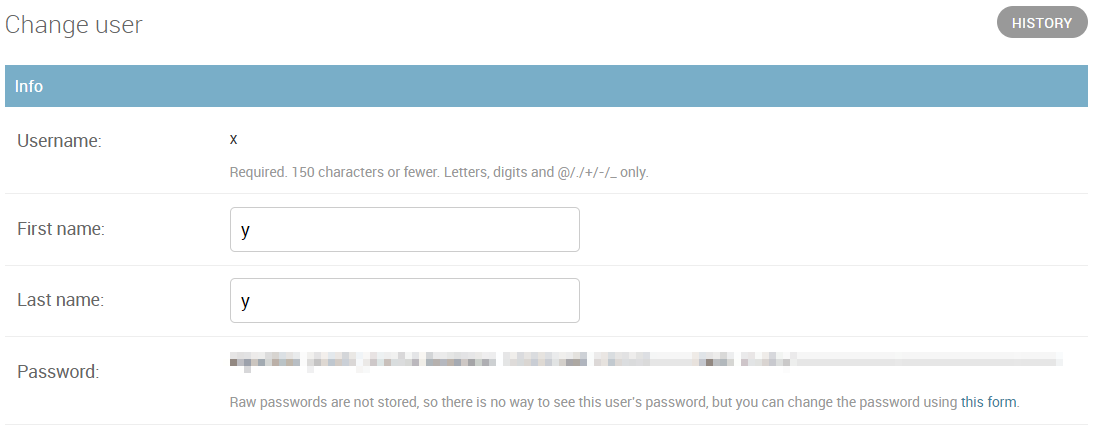 Change user
HISTORY
Info
Username:
x
Required. 150 characters or fewer. Letters, digits and @/./+/-/_ only.
First name:
y
Last name:
y
Password:
Raw passwords are not stored, so there is no way to see this user's password, but you can change the password using this form.